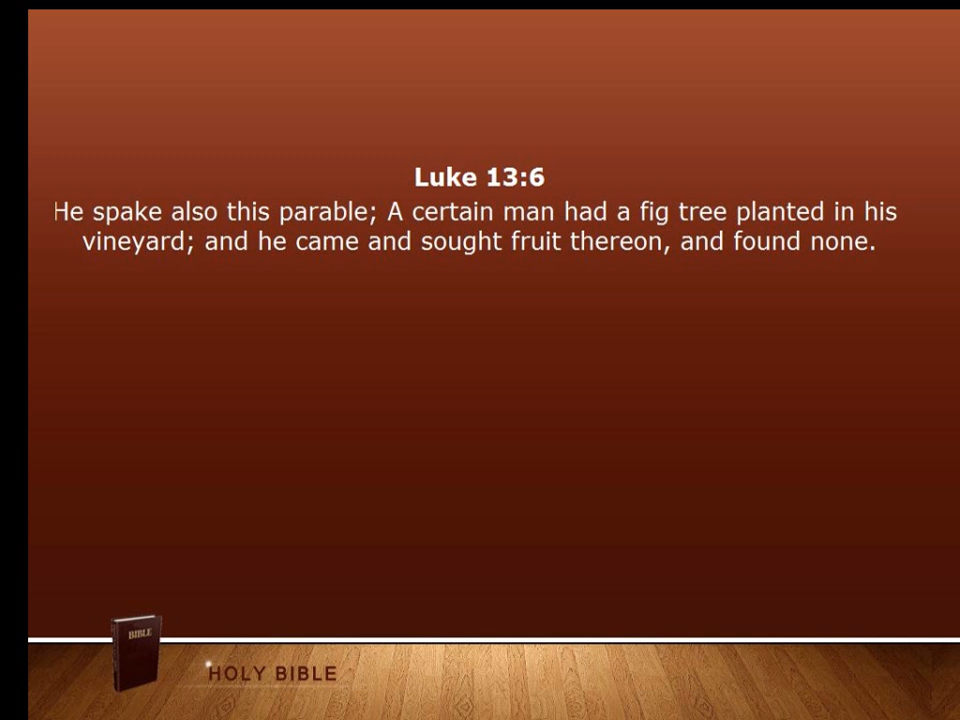 Luke 13:6
He spake also this parable; A certain man had a fig tree planted in his
vineyard; and he came and sought fruit thereon, and found none.
BIBLE
HOLY BIBLE